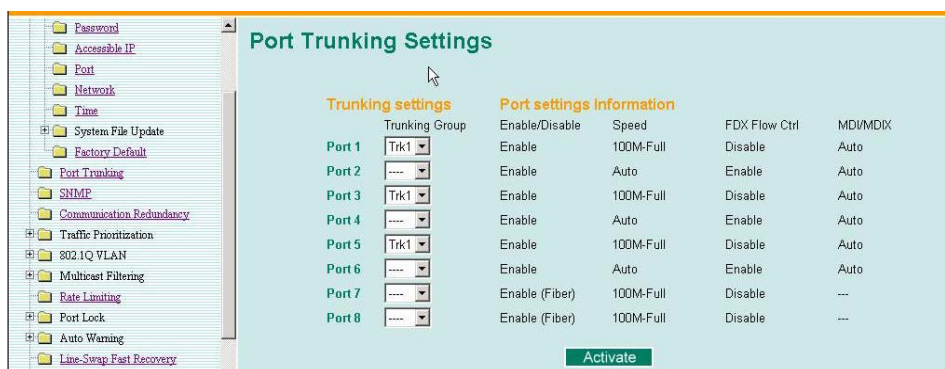 Password
Accessible IP
Port
Network
Time
System File Update
Factory Default
Port Trunking
SNMP
Communication Redundancy
Traffic Prioritization
802.1Q VLAN
Multicast Filtering
Rate Limiting
Port Lock
Auto Warning
Line-Swap Fast Recovery
Port Trunking Settings
Trunking settings Port settings Information
Trunking Group Enable/Disable Speed FDX Flow Ctrl MDI/MDIX
Port 1 Trk1 Enable 100M-Full Disable Auto
Port 2 ---- Enable Auto Enable Auto
Port 3 Trk1 Enable 100M-Full Disable Auto
Port 4 ---- Enable Auto Enable Auto
Port 5 Trk1 Enable 100M-Full Disable Auto
Port 6 ---- Enable Auto Enable Auto
Port 7 ---- Enable (Fiber) 100M-Full Disable ---
Port 8 ---- Enable (Fiber) 100M-Full Disable ---
Activate